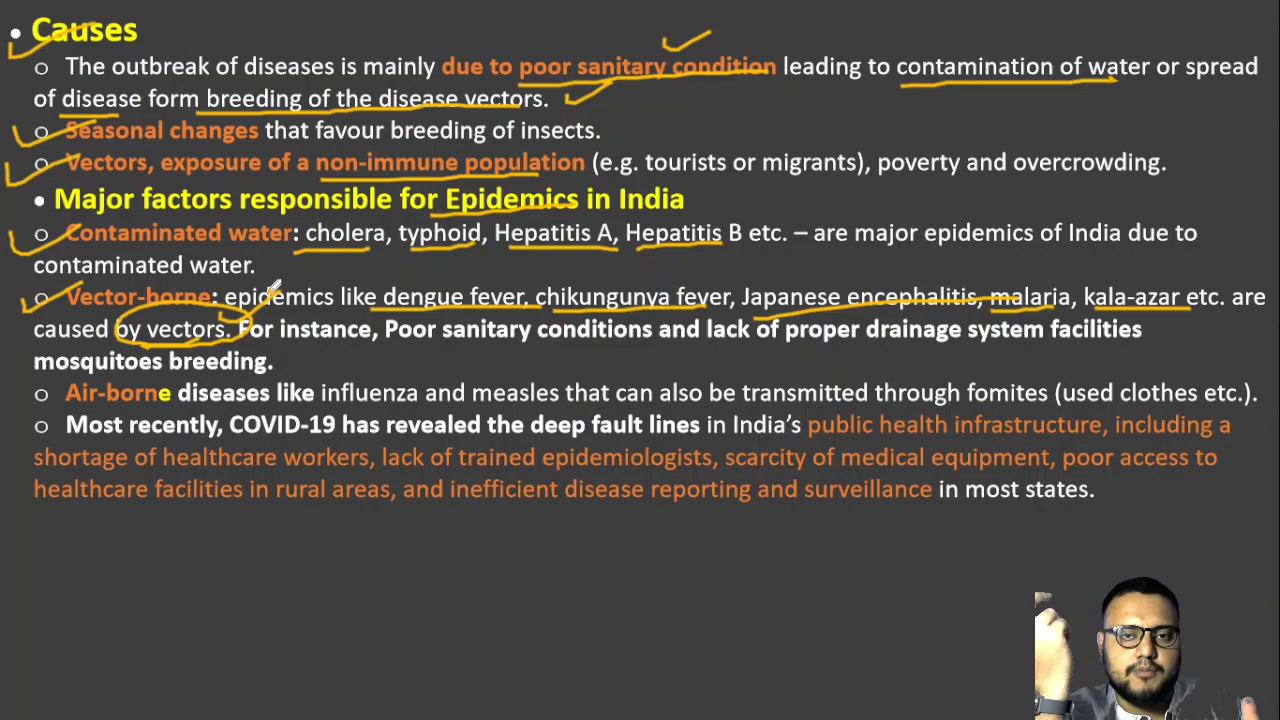 • Causes
o The outbreak of diseases is mainly due to poor sanitary condition leading to contamination of water or spread
of disease form breeding of the disease vectors.
o Seasonal changes that favour breeding of insects.
o Vectors, exposure of a non-immune population (e.g. tourists or migrants), poverty and overcrowding.
• Major factors responsible for Epidemics in India
o Contaminated water: cholera, typhoid, Hepatitis A, Hepatitis B etc. – are major epidemics of India due to
contaminated water.
o Vector-borne: epidemics like dengue fever, chikungunya fever, Japanese encephalitis, malaria, kala-azar etc. are
caused by vectors. For instance, Poor sanitary conditions and lack of proper drainage system facilities
mosquitoes breeding.
o Air-borne diseases like influenza and measles that can also be transmitted through fomites (used clothes etc.).
o Most recently, COVID-19 has revealed the deep fault lines in India’s public health infrastructure, including a
shortage of healthcare workers, lack of trained epidemiologists, scarcity of medical equipment, poor access to
healthcare facilities in rural areas, and inefficient disease reporting and surveillance in most states.